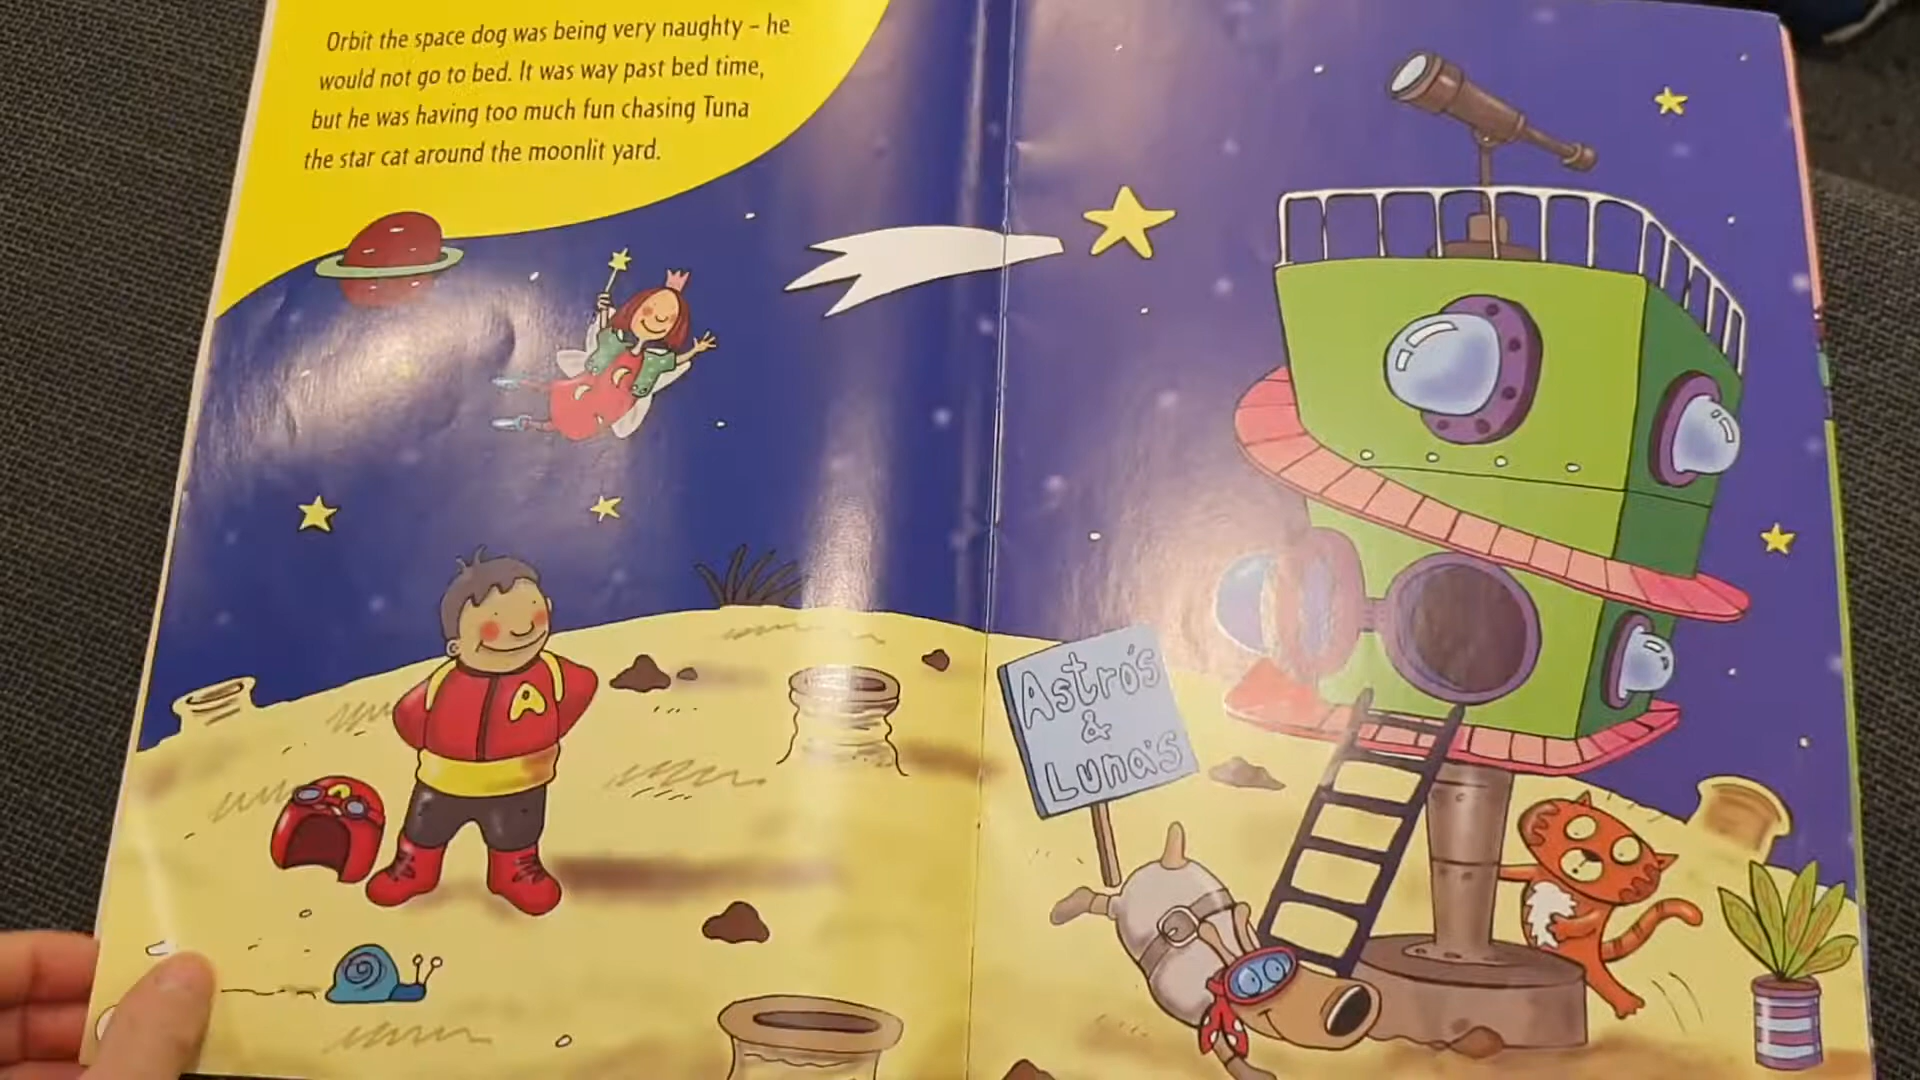 Orbit the space dog was being very naughty – he
would not go to bed. It was way past bed time,
but he was having too much fun chasing Tuna
the star cat around the moonlit yard.
A
A
Astro's
&
Luna's